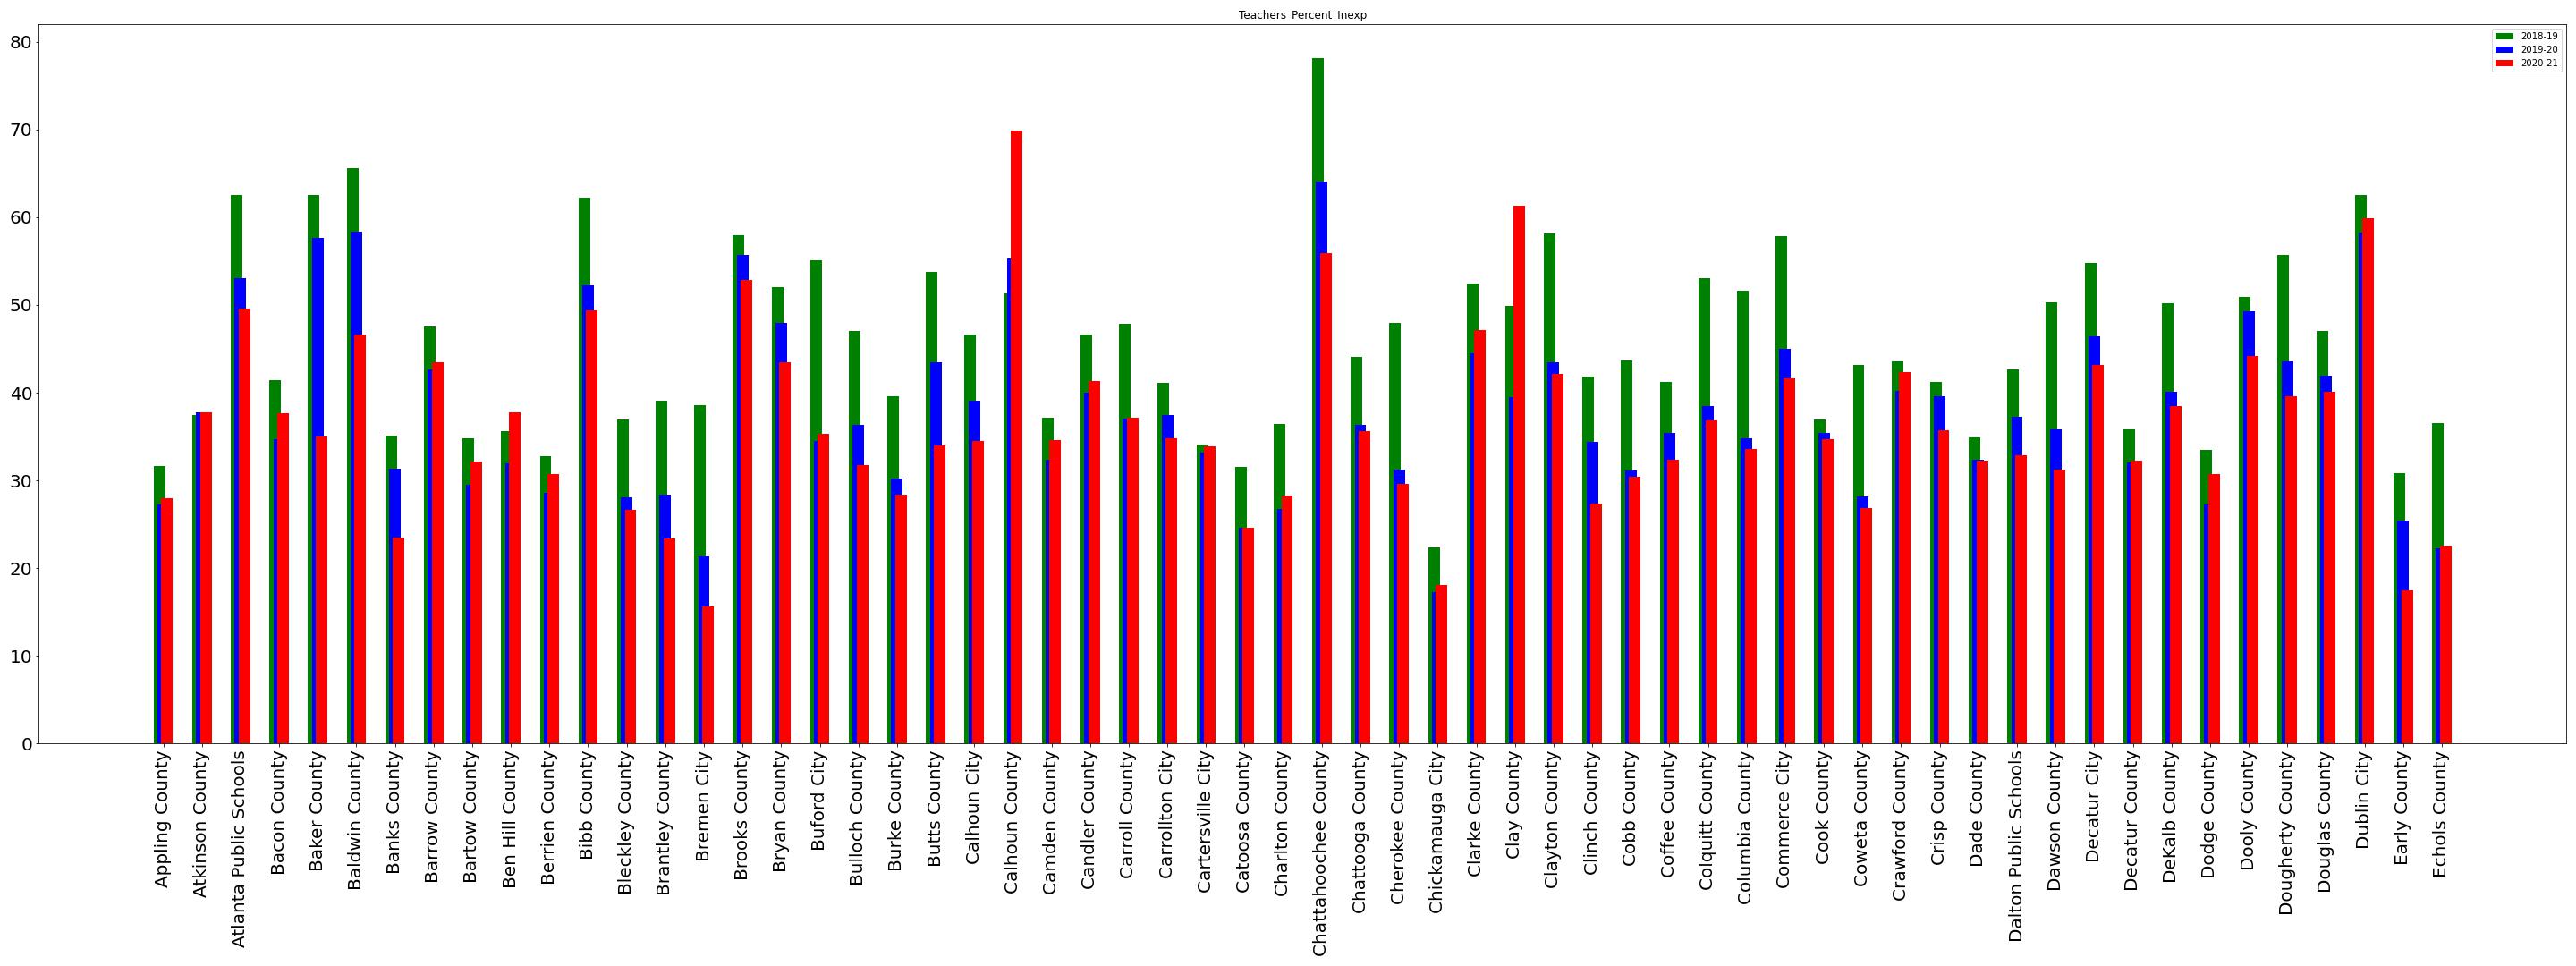 Teachers_Percent_Inexp
2018-19
2019-20
2020-21
80
70
60
50
40
30
20
10
0
Appling County
Atkinson County
Atlanta Public Schools
Bacon County
Baker County
Baldwin County
Banks County
Barrow County
Bartow County
Ben Hill County
Berrien County
Bibb County
Bleckley County
Brantley County
Bremen City
Brooks County
Bryan County
Buford City
Bulloch County
Burke County
Butts County
Calhoun City
Calhoun County
Camden County
Candler County
Carroll County
Carrollton City
Cartersville City
Catoosa County
Charlton County
Chattahoochee County
Chattooga County
Cherokee County
Chickamauga City
Clarke County
Clay County
Clayton County
Clinch County
Cobb County
Coffee County
Colquitt County
Columbia County
Commerce City
Cook County
Coweta County
Crawford County
Crisp County
Dade County
Dalton Public Schools
Dawson County
Decatur City
Decatur County
DeKalb County
Dodge County
Dooly County
Dougherty County
Douglas County
Dublin City
Early County
Echols County